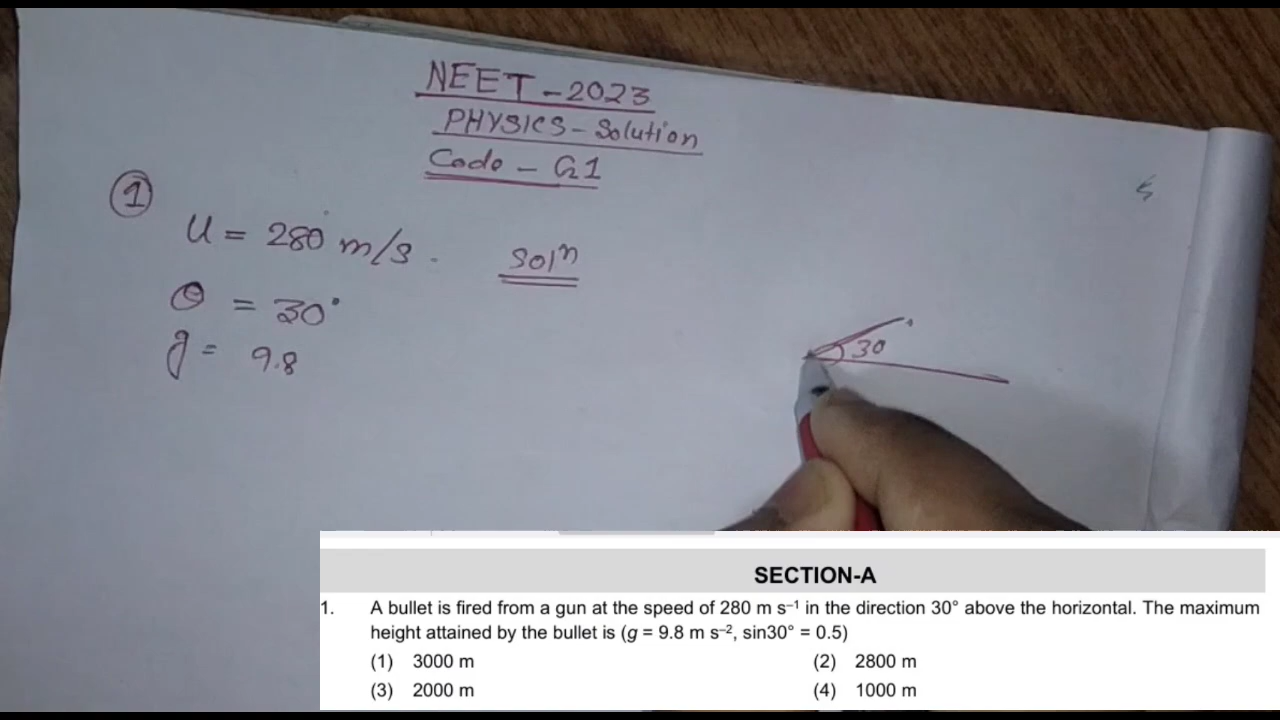 NEET-2023
PHYSICS-Solution
Code - G1
1
U = 280 m/s.
Solⁿ
θ = 30°
g = 9.8
30
SECTION-A
1. A bullet is fired from a gun at the speed of 280 m s⁻¹ in the direction 30° above the horizontal. The maximum
height attained by the bullet is (g = 9.8 m s⁻², sin30° = 0.5)
(1) 3000 m (2) 2800 m
(3) 2000 m (4) 1000 m